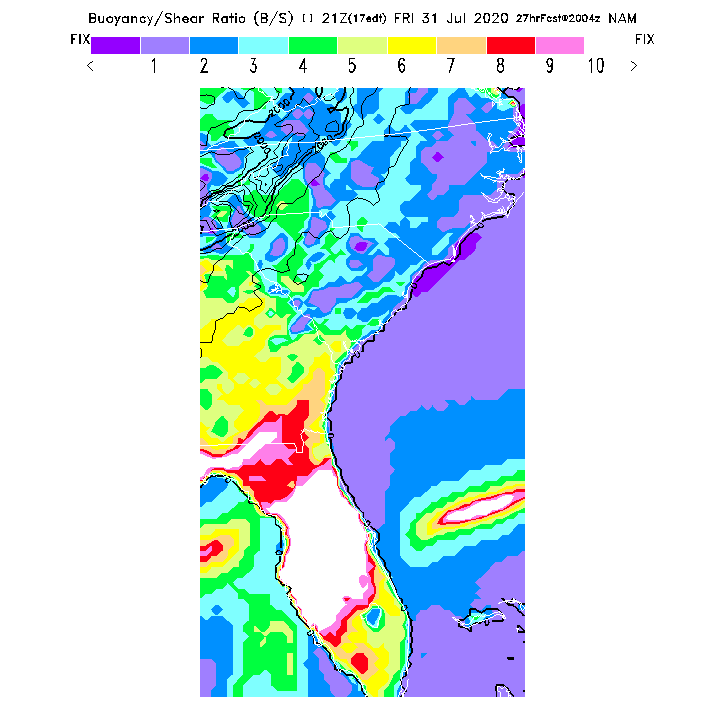 Buoyancy/Shear Ratio (B/S) [] 21Z(17edt) FRI 31 Jul 2020 27hrFcst@2004z NAM
FIX FIX
< 1 2 3 4 5 6 7 8 9 10 >
2000